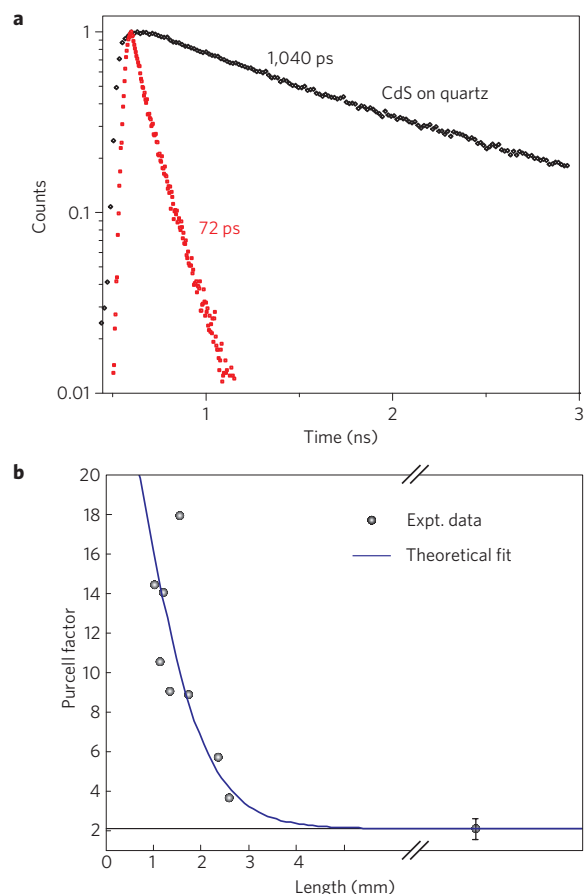 a
1
0.1
0.01
Counts
1,040 ps
CdS on quartz
72 ps
1
2
3
Time (ns)
b
20
18
16
14
12
10
8
6
4
2
Purcell factor
Expt. data
Theoretical fit
0
1
2
3
4
Length (mm)